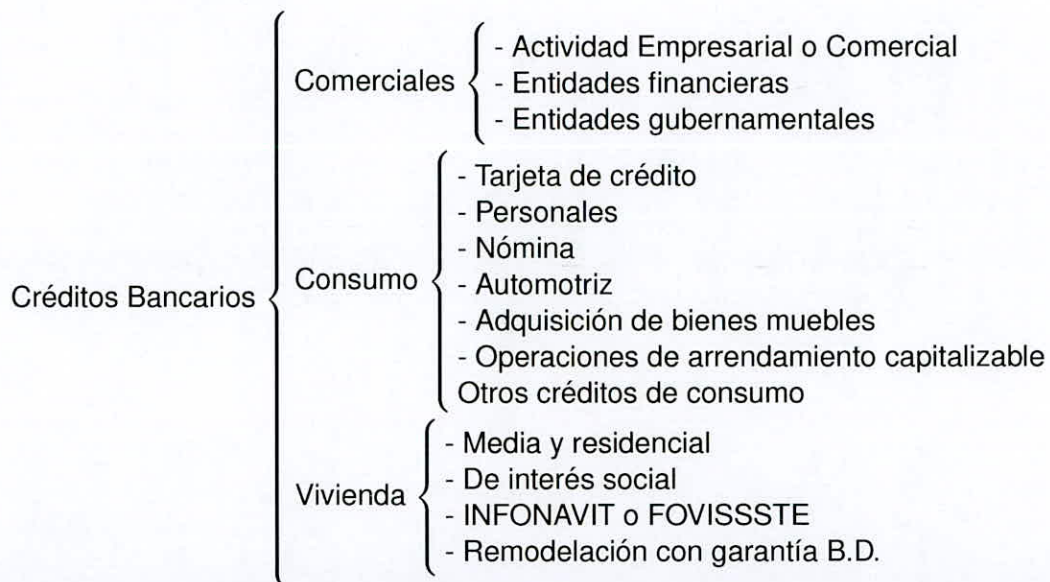 Créditos Bancarios
Comerciales
- Actividad Empresarial o Comercial
- Entidades financieras
- Entidades gubernamentales
Consumo
- Tarjeta de crédito
- Personales
- Nómina
- Automotriz
- Adquisición de bienes muebles
- Operaciones de arrendamiento capitalizable
Otros créditos de consumo
Vivienda
- Media y residencial
- De interés social
- INFONAVIT o FOVISSSTE
- Remodelación con garantía B.D.